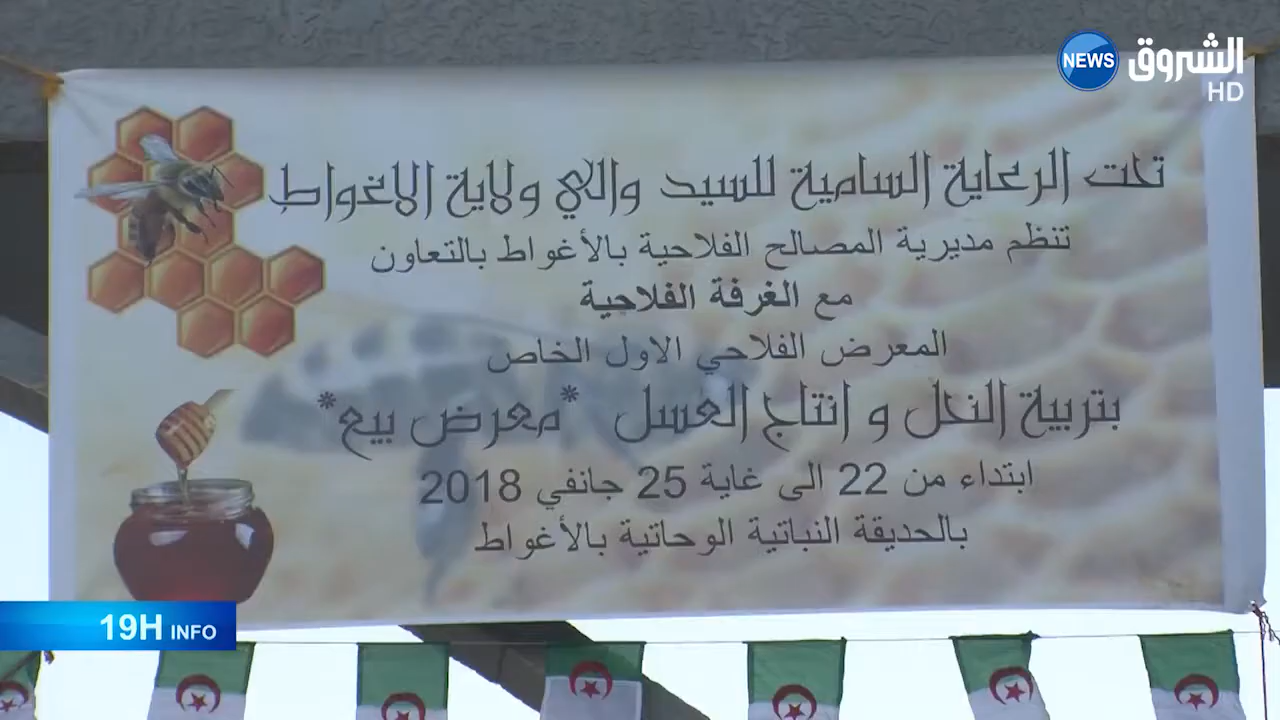 الشروق NEWS
HD
تحت الرعاية السامية للسيد والي ولاية الاغواط
تنظم مديرية المصالح الفلاحية بالأغواط بالتعاون
مع الغرفة الفلاحية
المعرض الفلاحي الاول الخاص
بتربية النحل و انتاج العسل *معرض بيع*
ابتداء من 22 الى غاية 25 جانفي 2018
بالحديقة النباتية الوحاتية بالأغواط
19H INFO